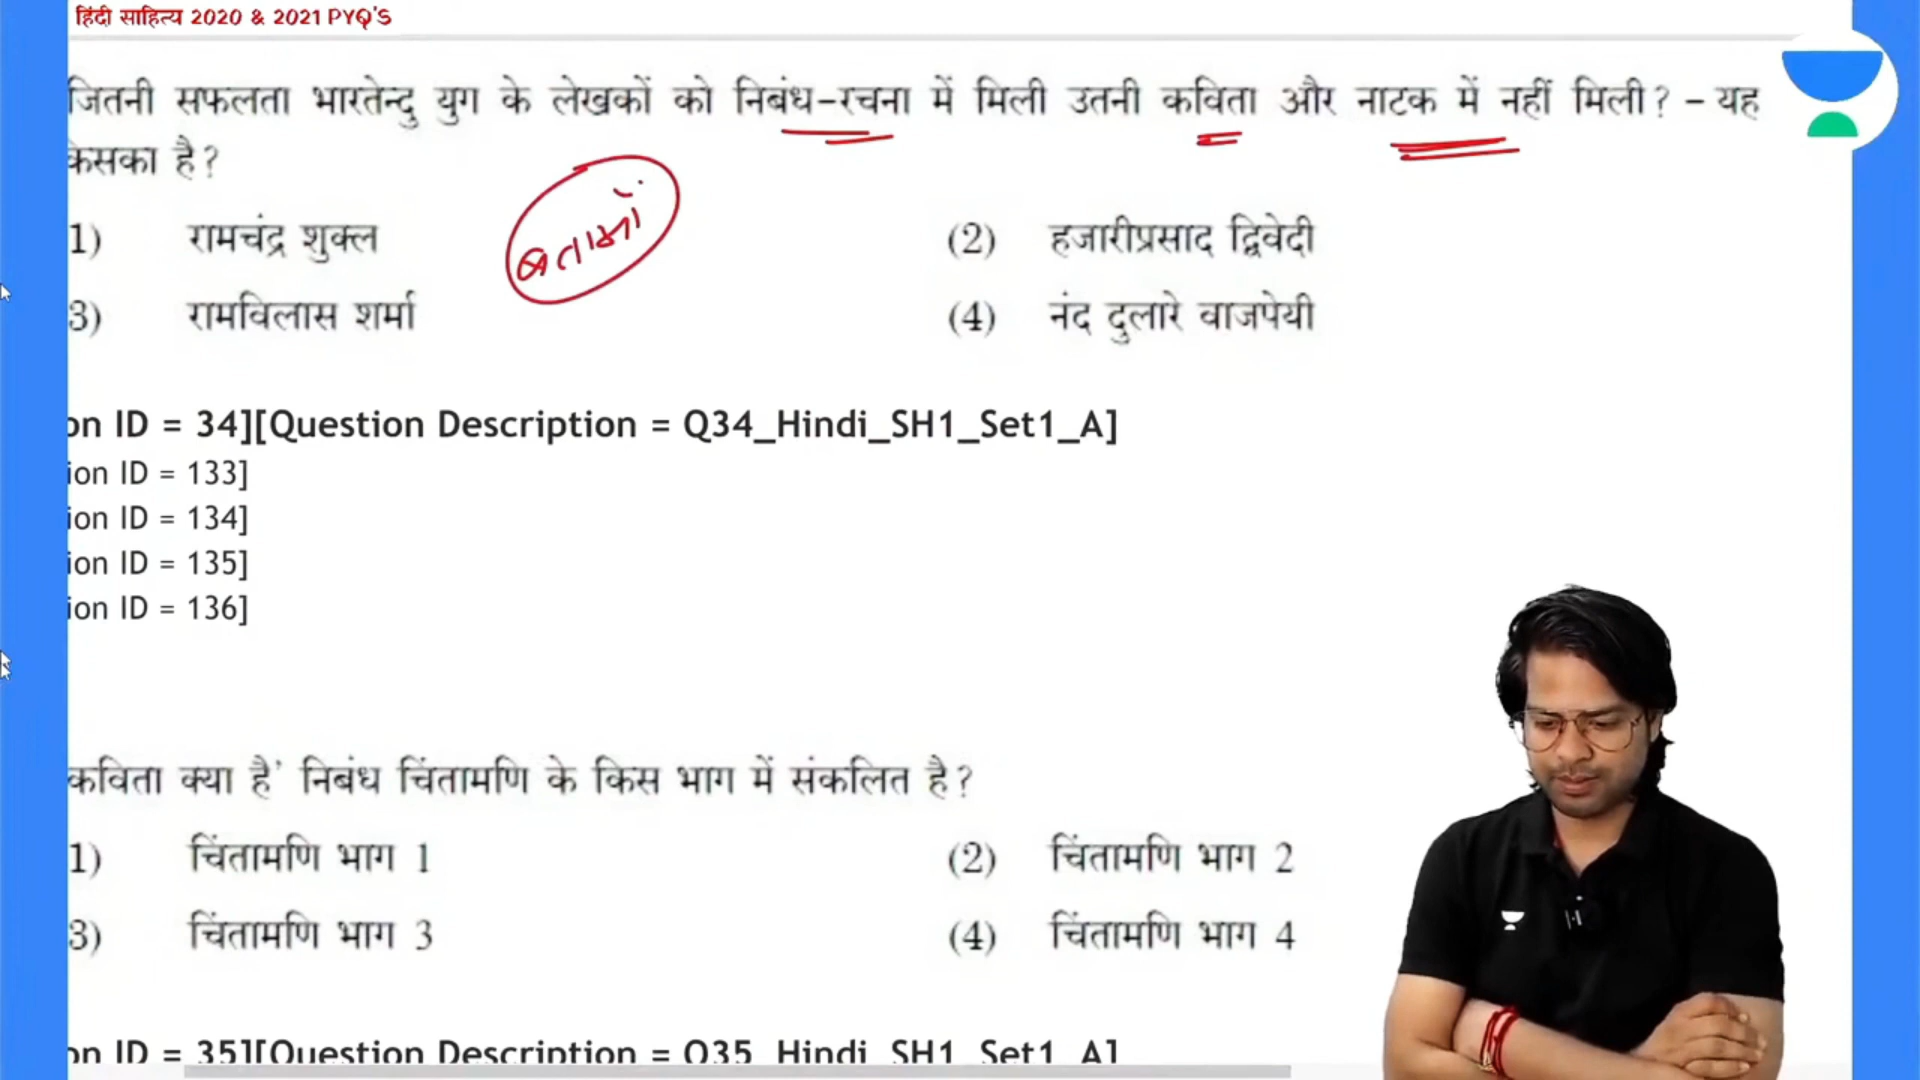 हिंदी साहित्य 2020 & 2021 PYQ'S
जितनी सफलता भारतेन्दु युग के लेखकों को निबंध-रचना में मिली उतनी कविता और नाटक में नहीं मिली? - यह
केसका है?
1) रामचंद्र शुक्ल (2) हजारीप्रसाद द्विवेदी
बताओ
3) रामविलास शर्मा (4) नंद दुलारे वाजपेयी
on ID = 34][Question Description = Q34_Hindi_SH1_Set1_A]
ion ID = 133]
ion ID = 134]
ion ID = 135]
ion ID = 136]
कविता क्या है' निबंध चिंतामणि के किस भाग में संकलित है?
1) चिंतामणि भाग 1 (2) चिंतामणि भाग 2
3) चिंतामणि भाग 3 (4) चिंतामणि भाग 4
on ID = 35][Question Description = Q35_Hindi_SH1_Set1_A]